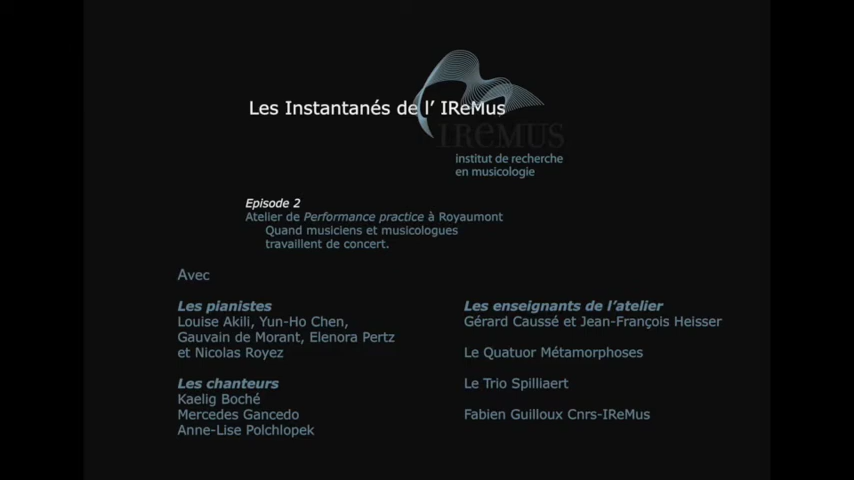 Les Instantanés de l' IReMus
IReMUS
institut de recherche
en musicologie
Episode 2
Atelier de Performance practice à Royaumont
Quand musiciens et musicologues
travaillent de concert.
Avec
Les pianistes
Louise Akili, Yun-Ho Chen,
Gauvain de Morant, Elenora Pertz
et Nicolas Royez
Les chanteurs
Kaelig Boché
Mercedes Gancedo
Anne-Lise Polchlopek
Les enseignants de l'atelier
Gérard Caussé et Jean-François Heisser
Le Quatuor Métamorphoses
Le Trio Spilliaert
Fabien Guilloux Cnrs-IReMus